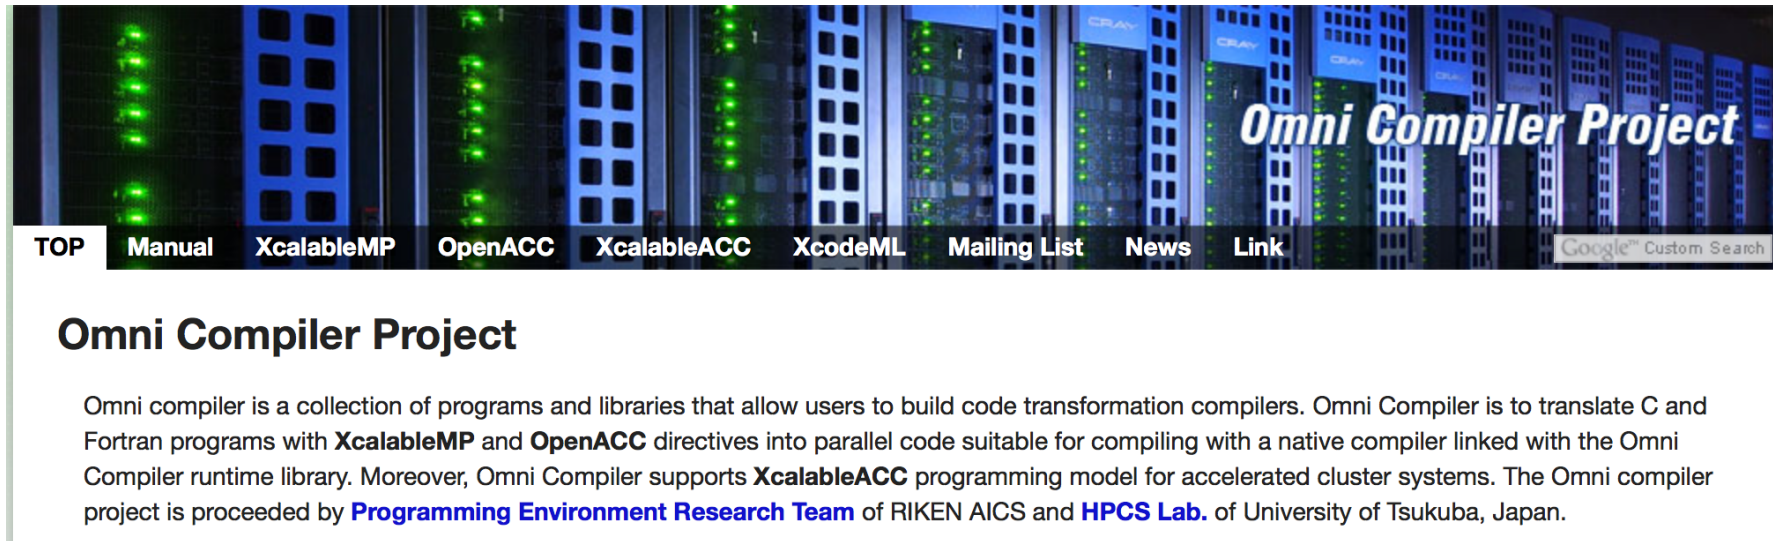 CRAY
CRAY
CRAY
CRAY
Omni Compiler Project
TOP Manual XcalableMP OpenACC XcalableACC XcodeML Mailing List News Link
Google™ Custom Search
Omni Compiler Project
Omni compiler is a collection of programs and libraries that allow users to build code transformation compilers. Omni Compiler is to translate C and
Fortran programs with XcalableMP and OpenACC directives into parallel code suitable for compiling with a native compiler linked with the Omni
Compiler runtime library. Moreover, Omni Compiler supports XcalableACC programming model for accelerated cluster systems. The Omni compiler
project is proceeded by Programming Environment Research Team of RIKEN AICS and HPCS Lab. of University of Tsukuba, Japan.